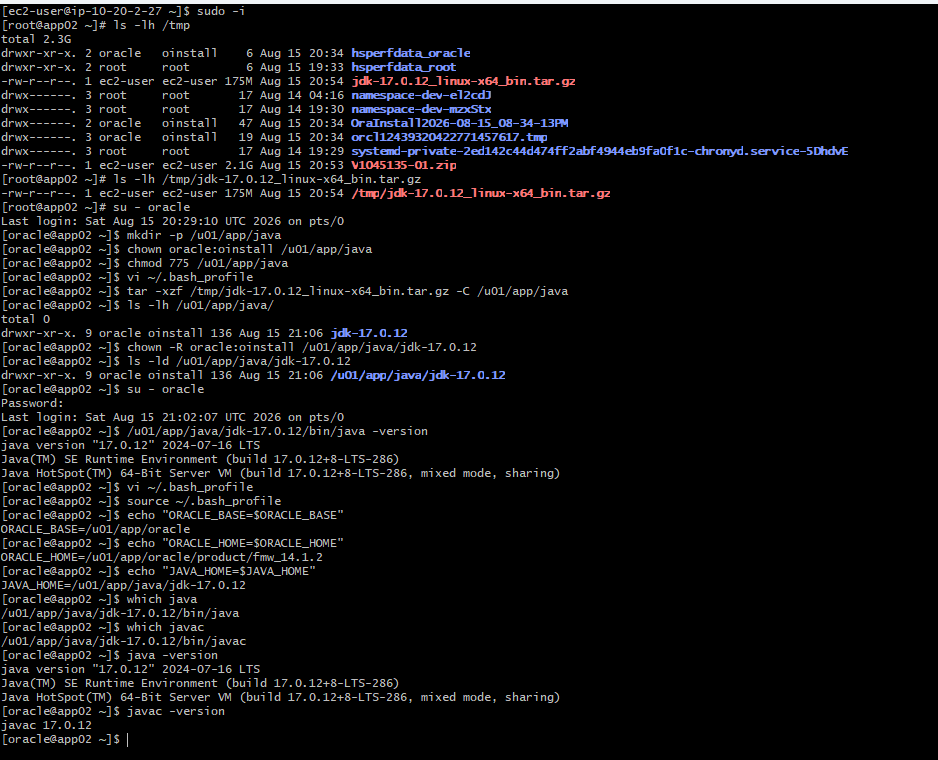 [ec2-user@ip-10-20-2-27 ~]$ sudo -i
[root@app02 ~]# ls -lh /tmp
total 2.3G
drwxr-xr-x. 2 oracle   oinstall    6 Aug 15 20:34 hsperfdata_oracle
drwxr-xr-x. 2 root     root        6 Aug 15 19:33 hsperfdata_root
-rw-r--r--. 1 ec2-user ec2-user 175M Aug 15 20:54 jdk-17.0.12_linux-x64_bin.tar.gz
drwx------. 3 root     root       17 Aug 14 04:16 namespace-dev-el2cdJ
drwx------. 3 root     root       17 Aug 14 19:30 namespace-dev-mzxStx
drwx------. 2 oracle   oinstall   47 Aug 15 20:34 OraInstall2026-08-15_08-34-13PM
drwx------. 3 oracle   oinstall   19 Aug 15 20:34 orcl12439320422771457617.tmp
drwx------. 3 root     root       17 Aug 14 19:29 systemd-private-2ed142c44d474ff2abf4944eb9fa0f1c-chronyd.service-5DhdvE
-rw-r--r--. 1 ec2-user ec2-user 2.1G Aug 15 20:53 V1045135-01.zip
[root@app02 ~]# ls -lh /tmp/jdk-17.0.12_linux-x64_bin.tar.gz
-rw-r--r--. 1 ec2-user ec2-user 175M Aug 15 20:54 /tmp/jdk-17.0.12_linux-x64_bin.tar.gz
[root@app02 ~]# su - oracle
Last login: Sat Aug 15 20:29:10 UTC 2026 on pts/0
[oracle@app02 ~]$ mkdir -p /u01/app/java
[oracle@app02 ~]$ chown oracle:oinstall /u01/app/java
[oracle@app02 ~]$ chmod 775 /u01/app/java
[oracle@app02 ~]$ vi ~/.bash_profile
[oracle@app02 ~]$ tar -xzf /tmp/jdk-17.0.12_linux-x64_bin.tar.gz -C /u01/app/java
[oracle@app02 ~]$ ls -lh /u01/app/java/
total 0
drwxr-xr-x. 9 oracle oinstall 136 Aug 15 21:06 jdk-17.0.12
[oracle@app02 ~]$ chown -R oracle:oinstall /u01/app/java/jdk-17.0.12
[oracle@app02 ~]$ ls -ld /u01/app/java/jdk-17.0.12
drwxr-xr-x. 9 oracle oinstall 136 Aug 15 21:06 /u01/app/java/jdk-17.0.12
[oracle@app02 ~]$ su - oracle
Password:
Last login: Sat Aug 15 21:02:07 UTC 2026 on pts/0
[oracle@app02 ~]$ /u01/app/java/jdk-17.0.12/bin/java -version
java version "17.0.12" 2024-07-16 LTS
Java(TM) SE Runtime Environment (build 17.0.12+8-LTS-286)
Java HotSpot(TM) 64-Bit Server VM (build 17.0.12+8-LTS-286, mixed mode, sharing)
[oracle@app02 ~]$ vi ~/.bash_profile
[oracle@app02 ~]$ source ~/.bash_profile
[oracle@app02 ~]$ echo "ORACLE_BASE=$ORACLE_BASE"
ORACLE_BASE=/u01/app/oracle
[oracle@app02 ~]$ echo "ORACLE_HOME=$ORACLE_HOME"
ORACLE_HOME=/u01/app/oracle/product/fmw_14.1.2
[oracle@app02 ~]$ echo "JAVA_HOME=$JAVA_HOME"
JAVA_HOME=/u01/app/java/jdk-17.0.12
[oracle@app02 ~]$ which java
/u01/app/java/jdk-17.0.12/bin/java
[oracle@app02 ~]$ which javac
/u01/app/java/jdk-17.0.12/bin/javac
[oracle@app02 ~]$ java -version
java version "17.0.12" 2024-07-16 LTS
Java(TM) SE Runtime Environment (build 17.0.12+8-LTS-286)
Java HotSpot(TM) 64-Bit Server VM (build 17.0.12+8-LTS-286, mixed mode, sharing)
[oracle@app02 ~]$ javac -version
javac 17.0.12
[oracle@app02 ~]$